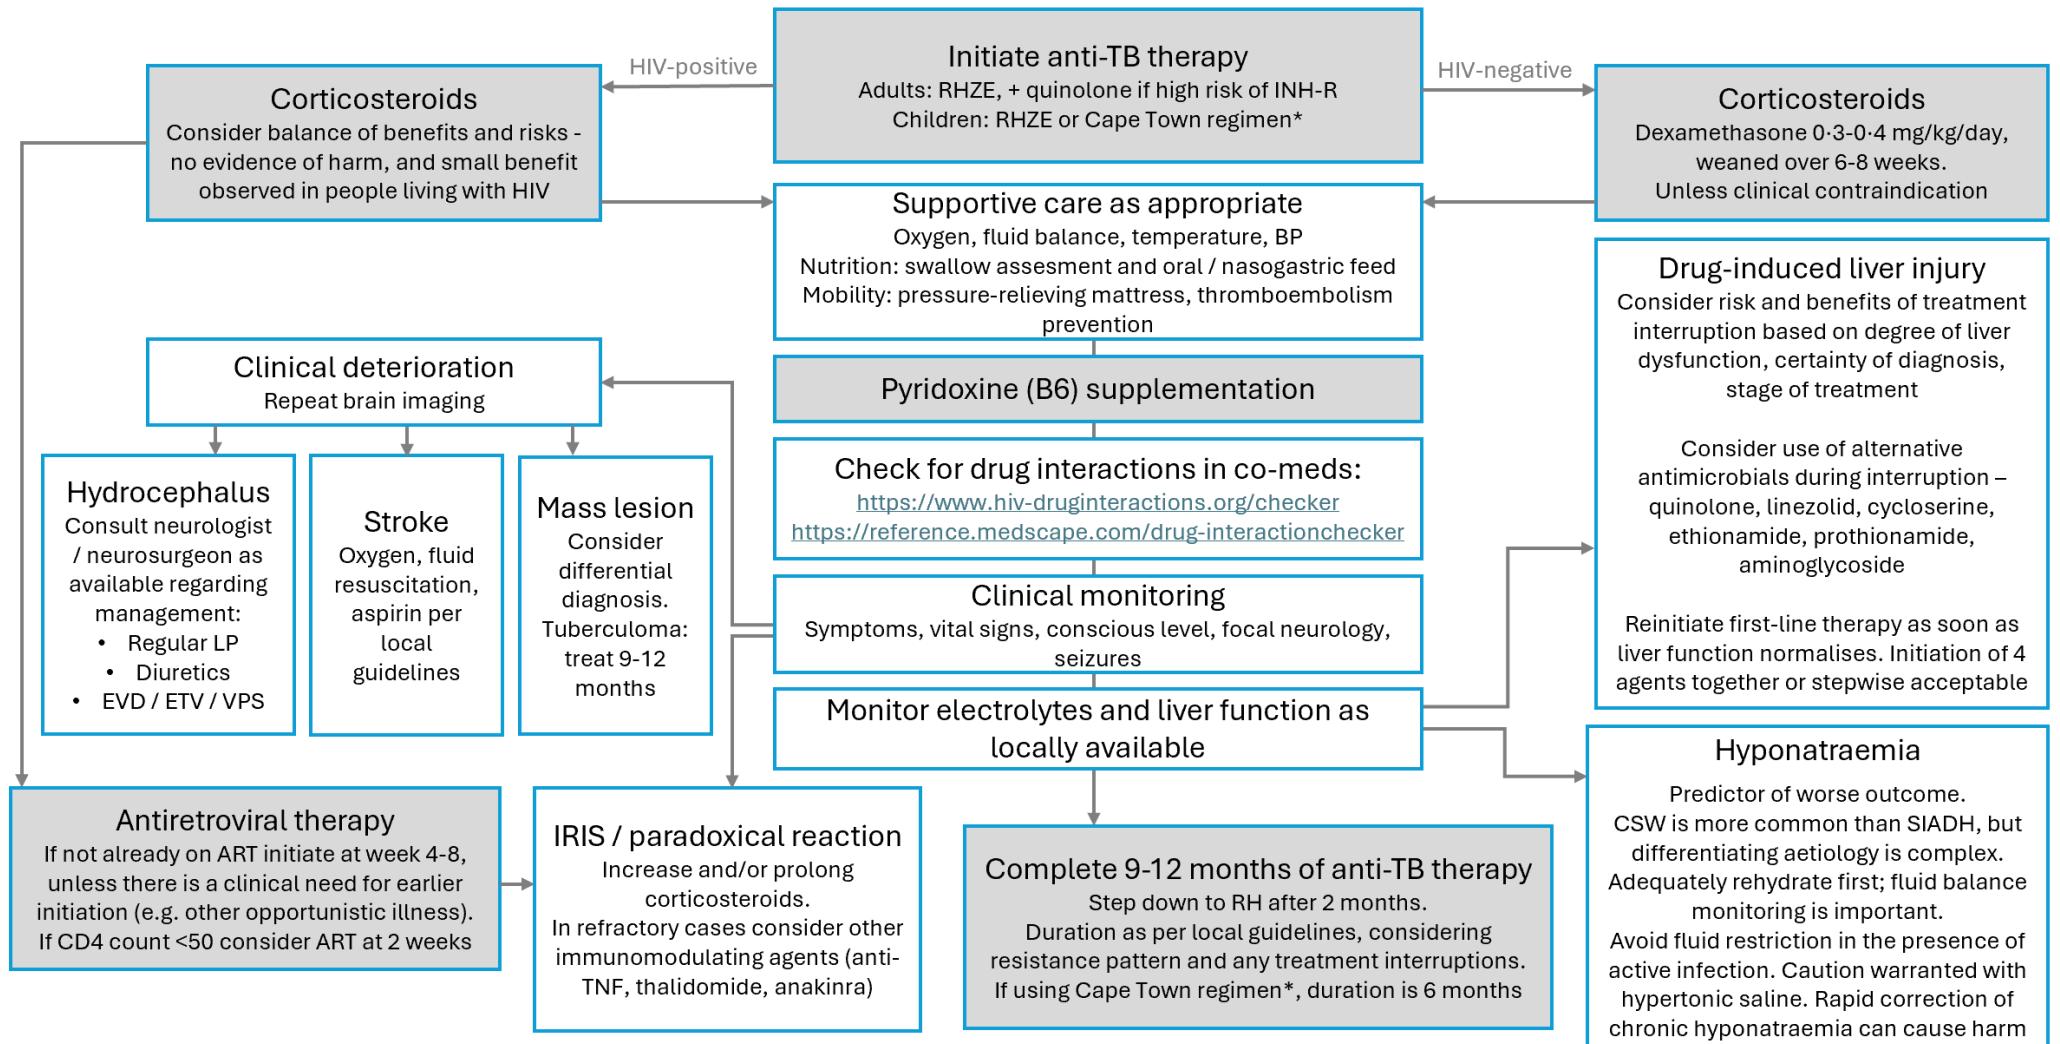 Initiate anti-TB therapy
Adults: RHZE, + quinolone if high risk of INH-R
Children: RHZE or Cape Town regimen*
HIV-positive
HIV-negative
Corticosteroids
Consider balance of benefits and risks -
no evidence of harm, and small benefit
observed in people living with HIV
Corticosteroids
Dexamethasone 0·3-0·4 mg/kg/day,
weaned over 6-8 weeks.
Unless clinical contraindication
Supportive care as appropriate
Oxygen, fluid balance, temperature, BP
Nutrition: swallow assesment and oral / nasogastric feed
Mobility: pressure-relieving mattress, thromboembolism
prevention
Pyridoxine (B6) supplementation
Check for drug interactions in co-meds:
https://www.hiv-druginteractions.org/checker
https://reference.medscape.com/drug-interactionchecker
Clinical monitoring
Symptoms, vital signs, conscious level, focal neurology,
seizures
Monitor electrolytes and liver function as
locally available
Clinical deterioration
Repeat brain imaging
Hydrocephalus
Consult neurologist
/ neurosurgeon as
available regarding
management:
• Regular LP
• Diuretics
• EVD / ETV / VPS
Stroke
Oxygen, fluid
resuscitation,
aspirin per
local
guidelines
Mass lesion
Consider
differential
diagnosis.
Tuberculoma:
treat 9-12
months
Drug-induced liver injury
Consider risk and benefits of treatment
interruption based on degree of liver
dysfunction, certainty of diagnosis,
stage of treatment
Consider use of alternative
antimicrobials during interruption –
quinolone, linezolid, cycloserine,
ethionamide, prothionamide,
aminoglycoside
Reinitiate first-line therapy as soon as
liver function normalises. Initiation of 4
agents together or stepwise acceptable
Antiretroviral therapy
If not already on ART initiate at week 4-8,
unless there is a clinical need for earlier
initiation (e.g. other opportunistic illness).
If CD4 count <50 consider ART at 2 weeks
IRIS / paradoxical reaction
Increase and/or prolong
corticosteroids.
In refractory cases consider other
immunomodulating agents (anti-
TNF, thalidomide, anakinra)
Complete 9-12 months of anti-TB therapy
Step down to RH after 2 months.
Duration as per local guidelines, considering
resistance pattern and any treatment interruptions.
If using Cape Town regimen*, duration is 6 months
Hyponatraemia
Predictor of worse outcome.
CSW is more common than SIADH, but
differentiating aetiology is complex.
Adequately rehydrate first; fluid balance
monitoring is important.
Avoid fluid restriction in the presence of
active infection. Caution warranted with
hypertonic saline. Rapid correction of
chronic hyponatraemia can cause harm